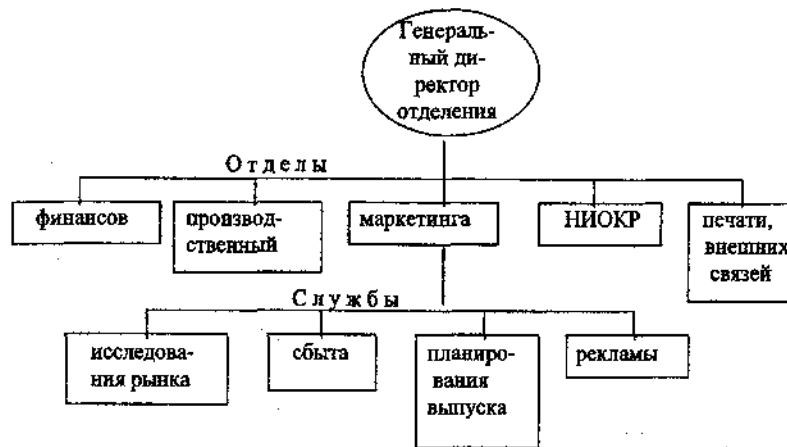 Генераль-
ный ди-
ректор
отделения
Отделы
финансов
производ-
ственный
маркетинга
НИОКР
печати,
внешних
связей
Службы
исследова-
ния рынка
сбыта
планиро-
вания
выпуска
рекламы